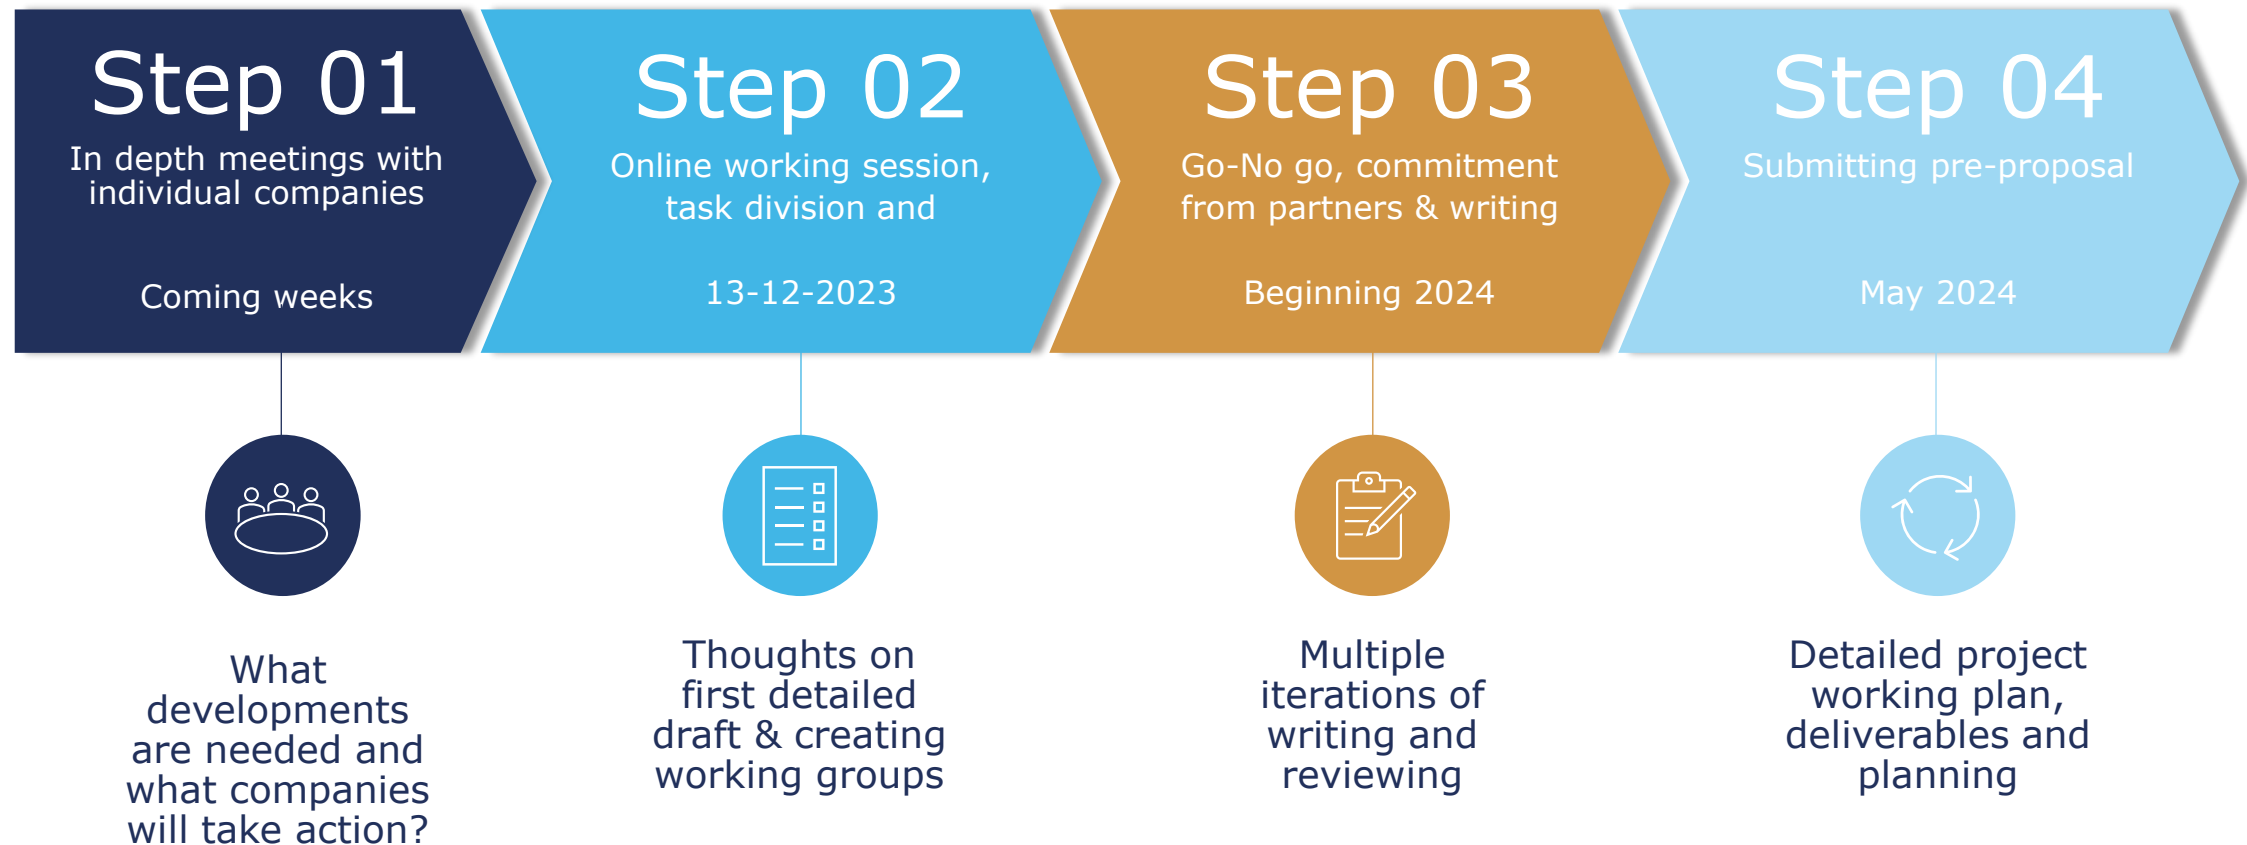 Step 01
In depth meetings with
individual companies
Coming weeks
Step 02
Online working session,
task division and
13-12-2023
Step 03
Go-No go, commitment
from partners & writing
Beginning 2024
Step 04
Submitting pre-proposal
May 2024
What
developments
are needed and
what companies
will take action?
Thoughts on
first detailed
draft & creating
working groups
Multiple
iterations of
writing and
reviewing
Detailed project
working plan,
deliverables and
planning